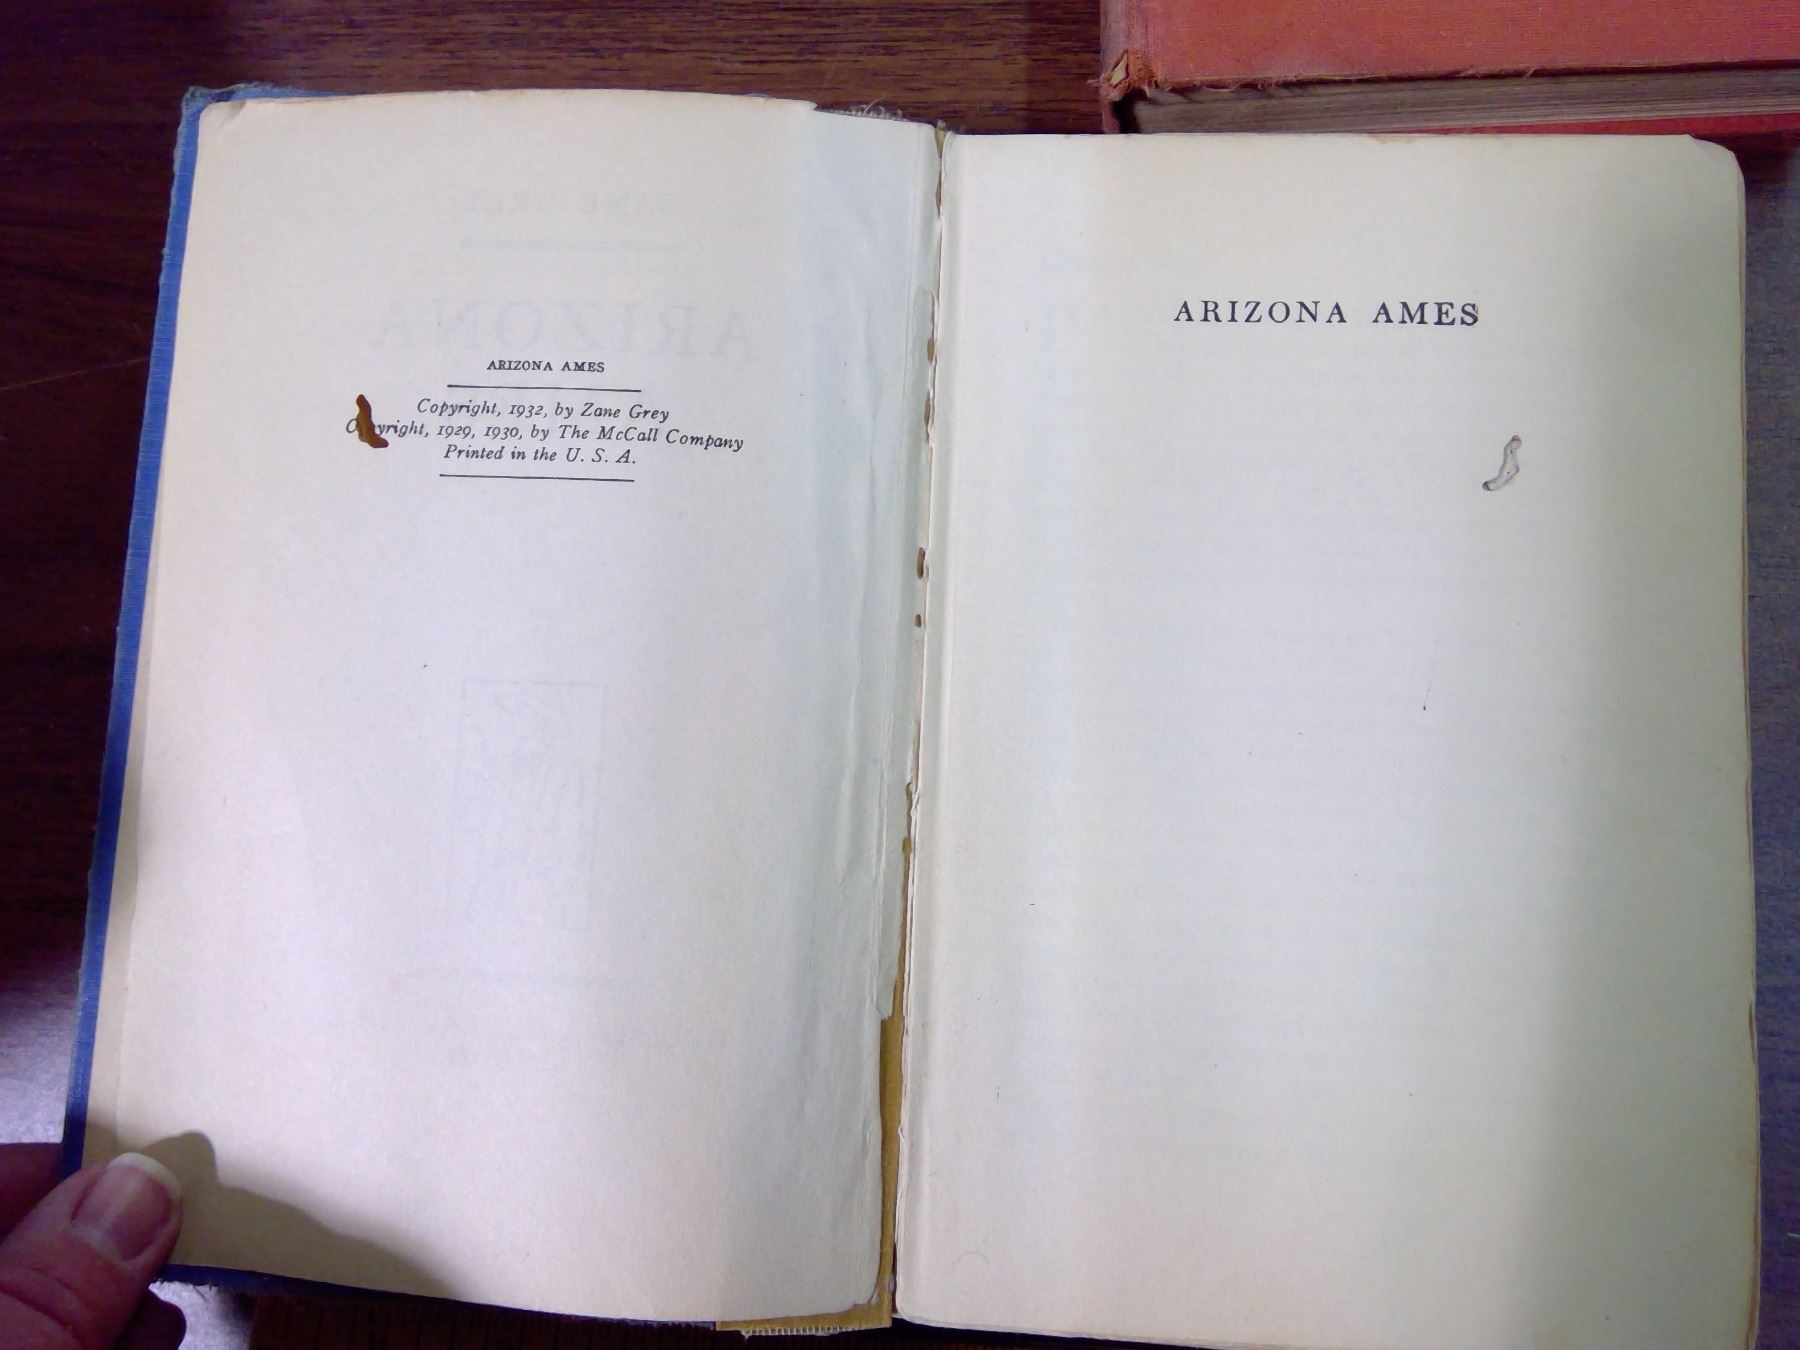 ARIZONA AMES
Copyright, 1932, by Zane Grey
Copyright, 1929, 1930, by The McCall Company
Printed in the U. S. A.
ARIZONA AMES